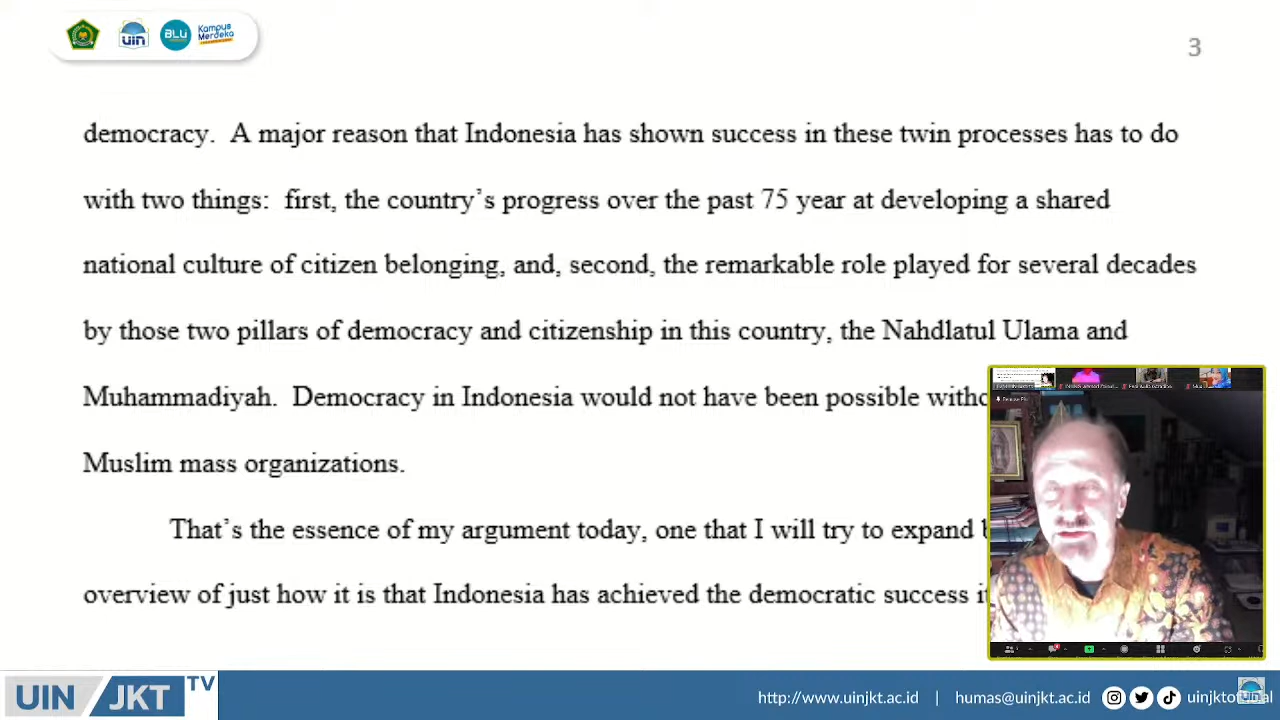 uin
BLU
Kampus
Merdeka
3
democracy.  A major reason that Indonesia has shown success in these twin processes has to do
with two things:  first, the country's progress over the past 75 year at developing a shared
national culture of citizen belonging, and, second, the remarkable role played for several decades
by those two pillars of democracy and citizenship in this country, the Nahdlatul Ulama and
Muhammadiyah.  Democracy in Indonesia would not have been possible
Muslim mass organizations.
That's the essence of my argument today, one that I will try to expand
overview of just how it is that Indonesia has achieved the democratic success
UIN JKT TV
http://www.uinjkt.ac.id | humas@uinjkt.ac.id